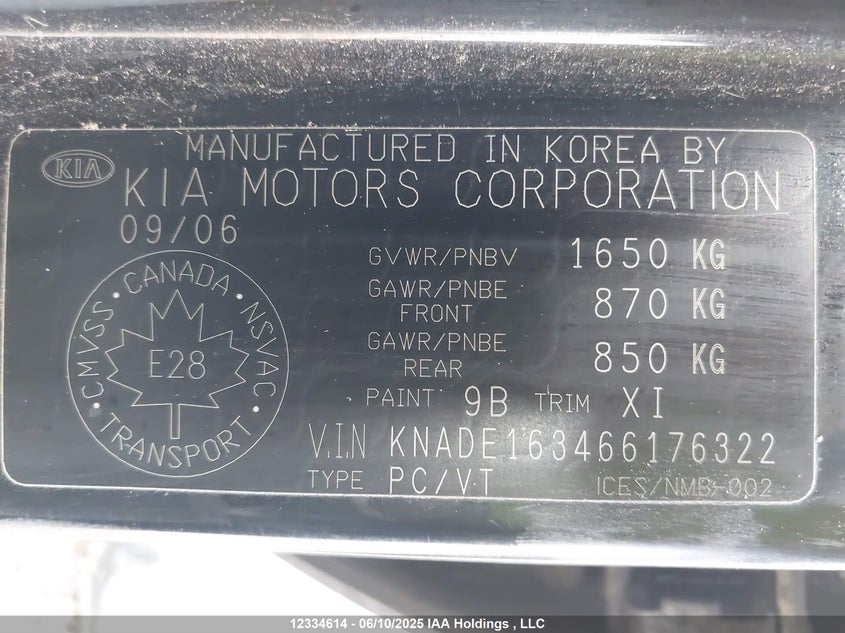 MANUFACTURED IN KOREA BY
KIA
KIA MOTORS CORPORATION
09/06
GVWR/PNBV 1650 KG
GAWR/PNBE FRONT 870 KG
GAWR/PNBE REAR 850 KG
PAINT 9B TRIM XI
CANADA · NSVAC · TRANSPORT · CMVSS ·
E28
V.I.N KNADE163466176322
TYPE PC/VT
ICES/NMB-002
12334614 - 06/10/2025 IAA Holdings , LLC